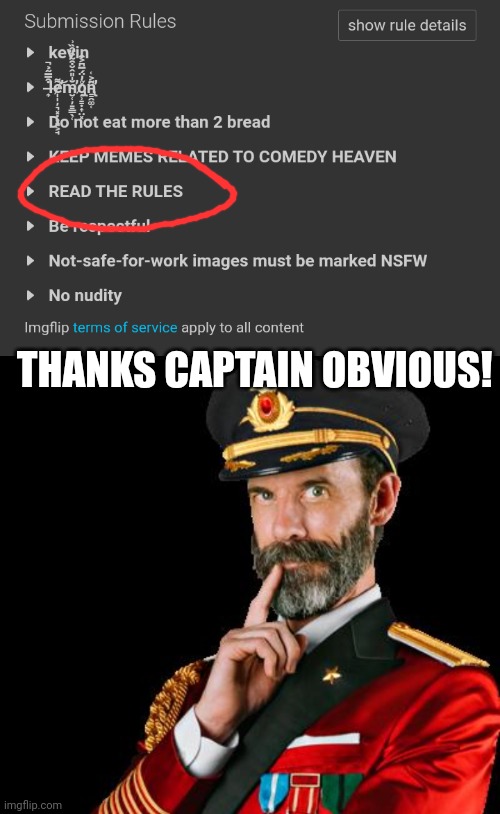 Submission Rules
show rule details
kevin
lemon
Do not eat more than 2 bread
KEEP MEMES RELATED TO COMEDY HEAVEN
READ THE RULES
Be respectful
Not-safe-for-work images must be marked NSFW
No nudity
Imgflip terms of service apply to all content
THANKS CAPTAIN OBVIOUS!
imgflip.com